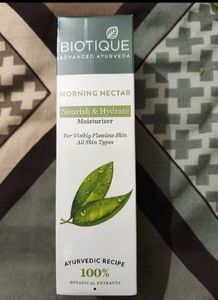 BIOTIQUE
ADVANCED AYURVEDA
MORNING NECTAR
Nourish & Hydrate
Moisturizer
For Visibly Flawless Skin
All Skin Types
AYURVEDIC RECIPE
100%
BOTANICAL EXTRACTS